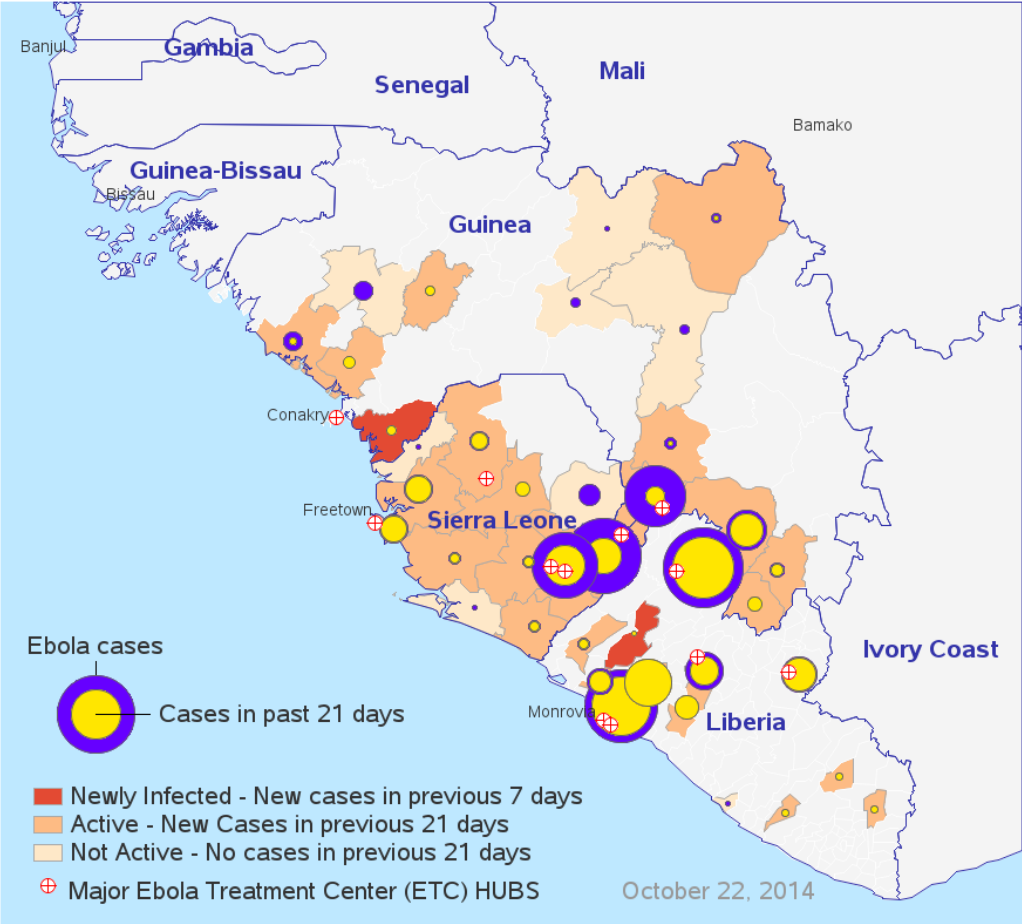 Banjul
Gambia
Senegal
Mali
Bamako
Guinea-Bissau
Bissau
Guinea
Conakry
Freetown
Sierra Leone
Ivory Coast
Monrovia
Liberia
Ebola cases
Cases in past 21 days
Newly Infected - New cases in previous 7 days
Active - New Cases in previous 21 days
Not Active - No cases in previous 21 days
Major Ebola Treatment Center (ETC) HUBS
October 22, 2014